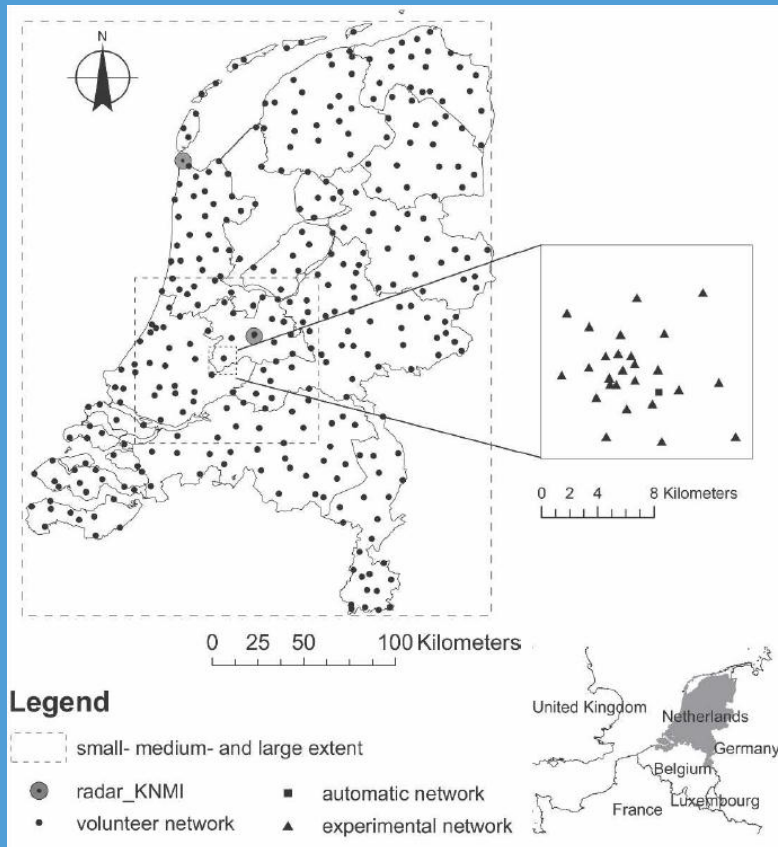 N
0 2 4 8 Kilometers
0 25 50 100 Kilometers
Legend
small- medium- and large extent
radar_KNMI
volunteer network
automatic network
experimental network
United Kingdom
Netherlands
Germany
Belgium
Luxembourg
France